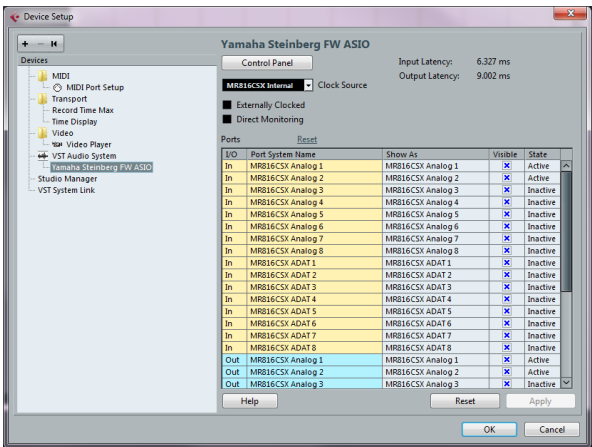 Device Setup
+ - 
Devices
MIDI
MIDI Port Setup
Transport
Record Time Max
Time Display
Video
Video Player
VST Audio System
Yamaha Steinberg FW ASIO
Studio Manager
VST System Link
Yamaha Steinberg FW ASIO
Control Panel Input Latency: 6.327 ms
Output Latency: 9.002 ms
MR816CSX Internal Clock Source
Externally Clocked
Direct Monitoring
Ports Reset
I/O Port System Name Show As Visible State
In MR816CSX Analog 1 MR816CSX Analog 1 Active
In MR816CSX Analog 2 MR816CSX Analog 2 Active
In MR816CSX Analog 3 MR816CSX Analog 3 Inactive
In MR816CSX Analog 4 MR816CSX Analog 4 Inactive
In MR816CSX Analog 5 MR816CSX Analog 5 Inactive
In MR816CSX Analog 6 MR816CSX Analog 6 Inactive
In MR816CSX Analog 7 MR816CSX Analog 7 Inactive
In MR816CSX Analog 8 MR816CSX Analog 8 Inactive
In MR816CSX ADAT 1 MR816CSX ADAT 1 Inactive
In MR816CSX ADAT 2 MR816CSX ADAT 2 Inactive
In MR816CSX ADAT 3 MR816CSX ADAT 3 Inactive
In MR816CSX ADAT 4 MR816CSX ADAT 4 Inactive
In MR816CSX ADAT 5 MR816CSX ADAT 5 Inactive
In MR816CSX ADAT 6 MR816CSX ADAT 6 Inactive
In MR816CSX ADAT 7 MR816CSX ADAT 7 Inactive
In MR816CSX ADAT 8 MR816CSX ADAT 8 Inactive
Out MR816CSX Analog 1 MR816CSX Analog 1 Active
Out MR816CSX Analog 2 MR816CSX Analog 2 Active
Out MR816CSX Analog 3 MR816CSX Analog 3 Inactive
Help Reset Apply
OK Cancel